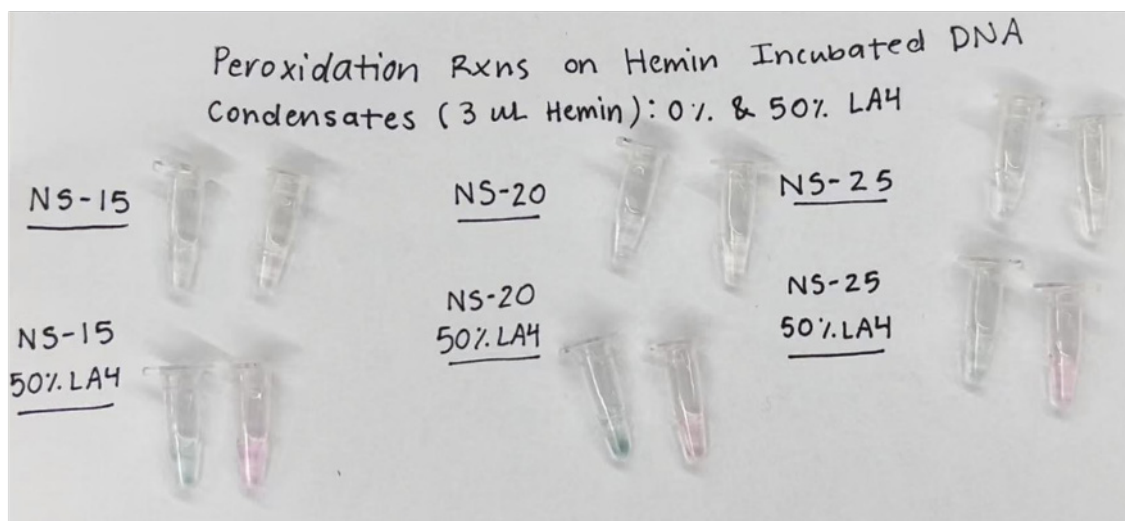 Peroxidation Rxns on Hemin Incubated DNA
Condensates (3 uL Hemin): 0% & 50% LA4
NS-15
NS-20
NS-25
NS-15
50% LA4
NS-20
50% LA4
NS-25
50% LA4